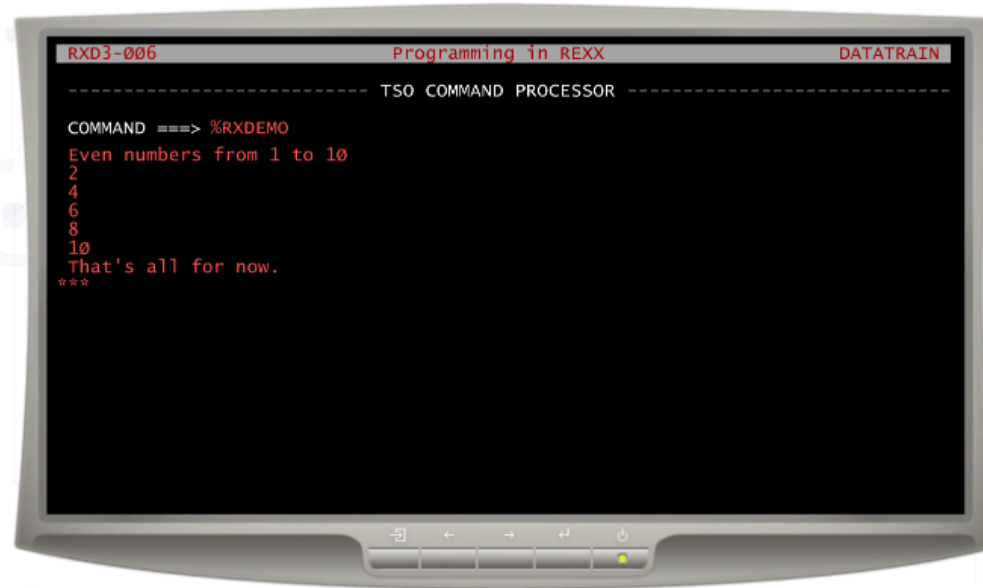 RXD3-006 Programming in REXX DATATRAIN
--------------------------- TSO COMMAND PROCESSOR -----------------------------
COMMAND ===> %RXDEMO
Even numbers from 1 to 10
2
4
6
8
10
That's all for now.
***